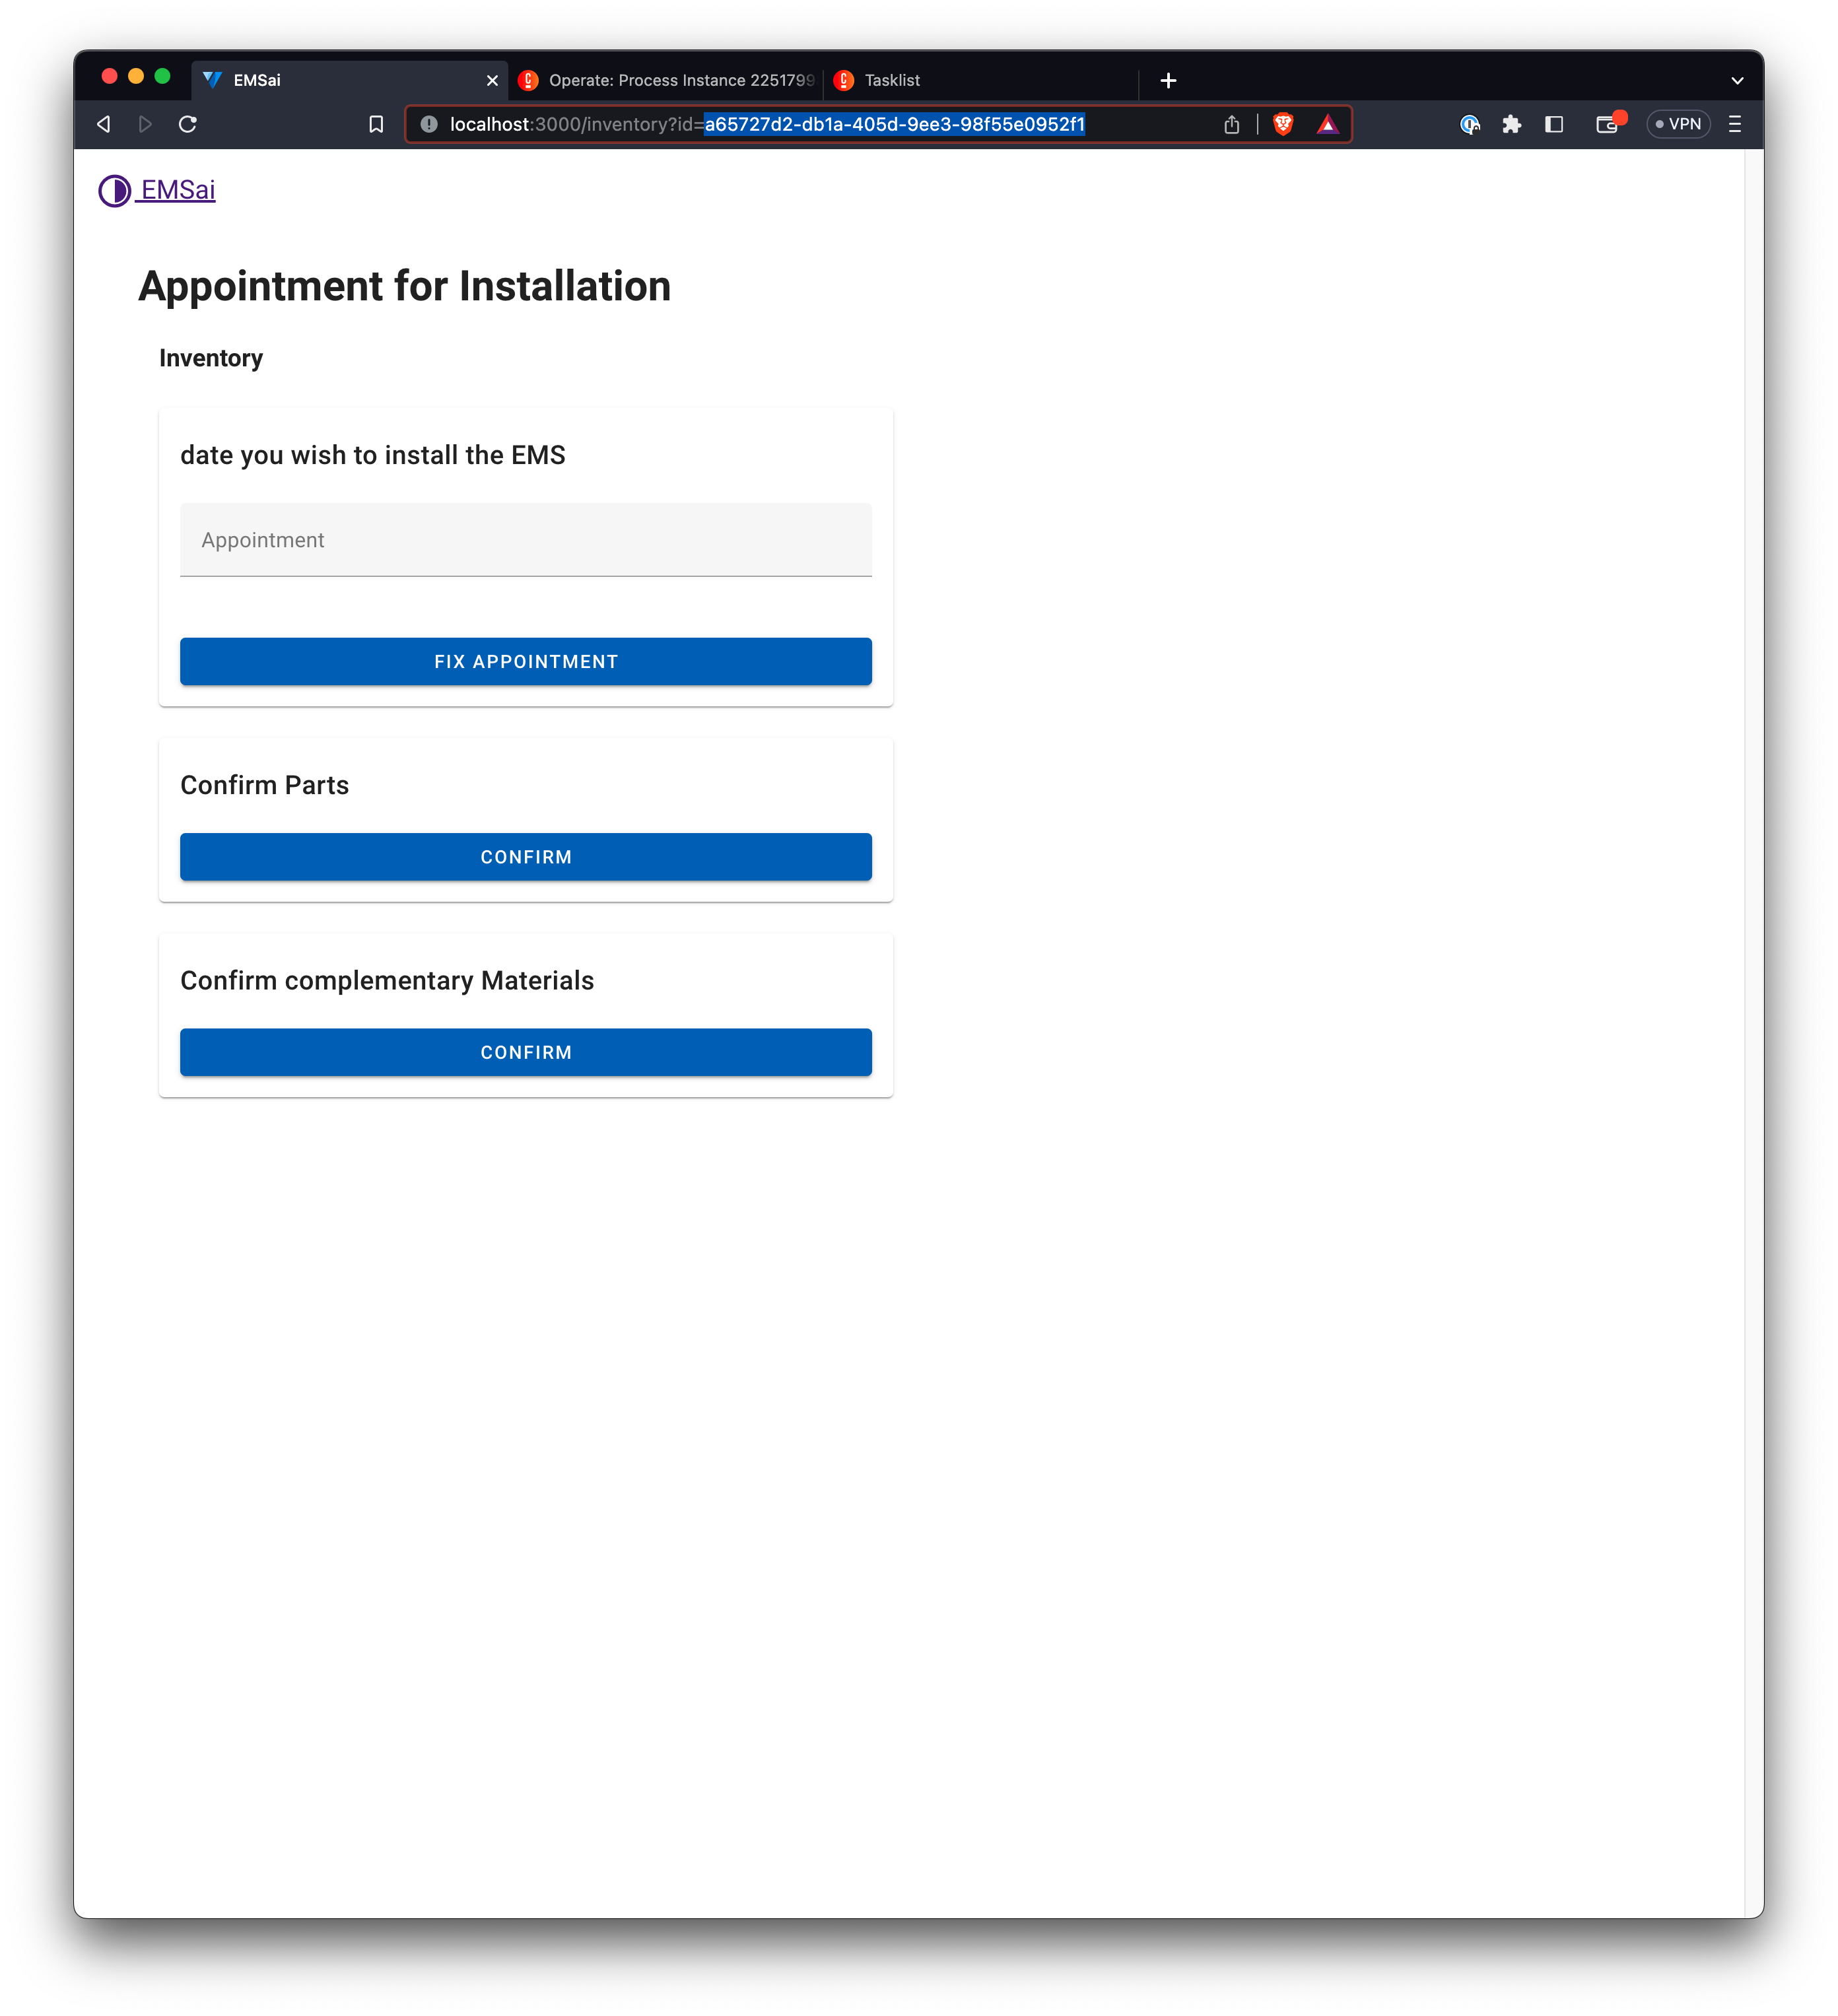 EMSai
Operate: Process Instance 2251799
Tasklist
localhost:3000/inventory?id=a65727d2-db1a-405d-9ee3-98f55e0952f1
VPN
EMSai
Appointment for Installation
Inventory
date you wish to install the EMS
Appointment
FIX APPOINTMENT
Confirm Parts
CONFIRM
Confirm complementary Materials
CONFIRM